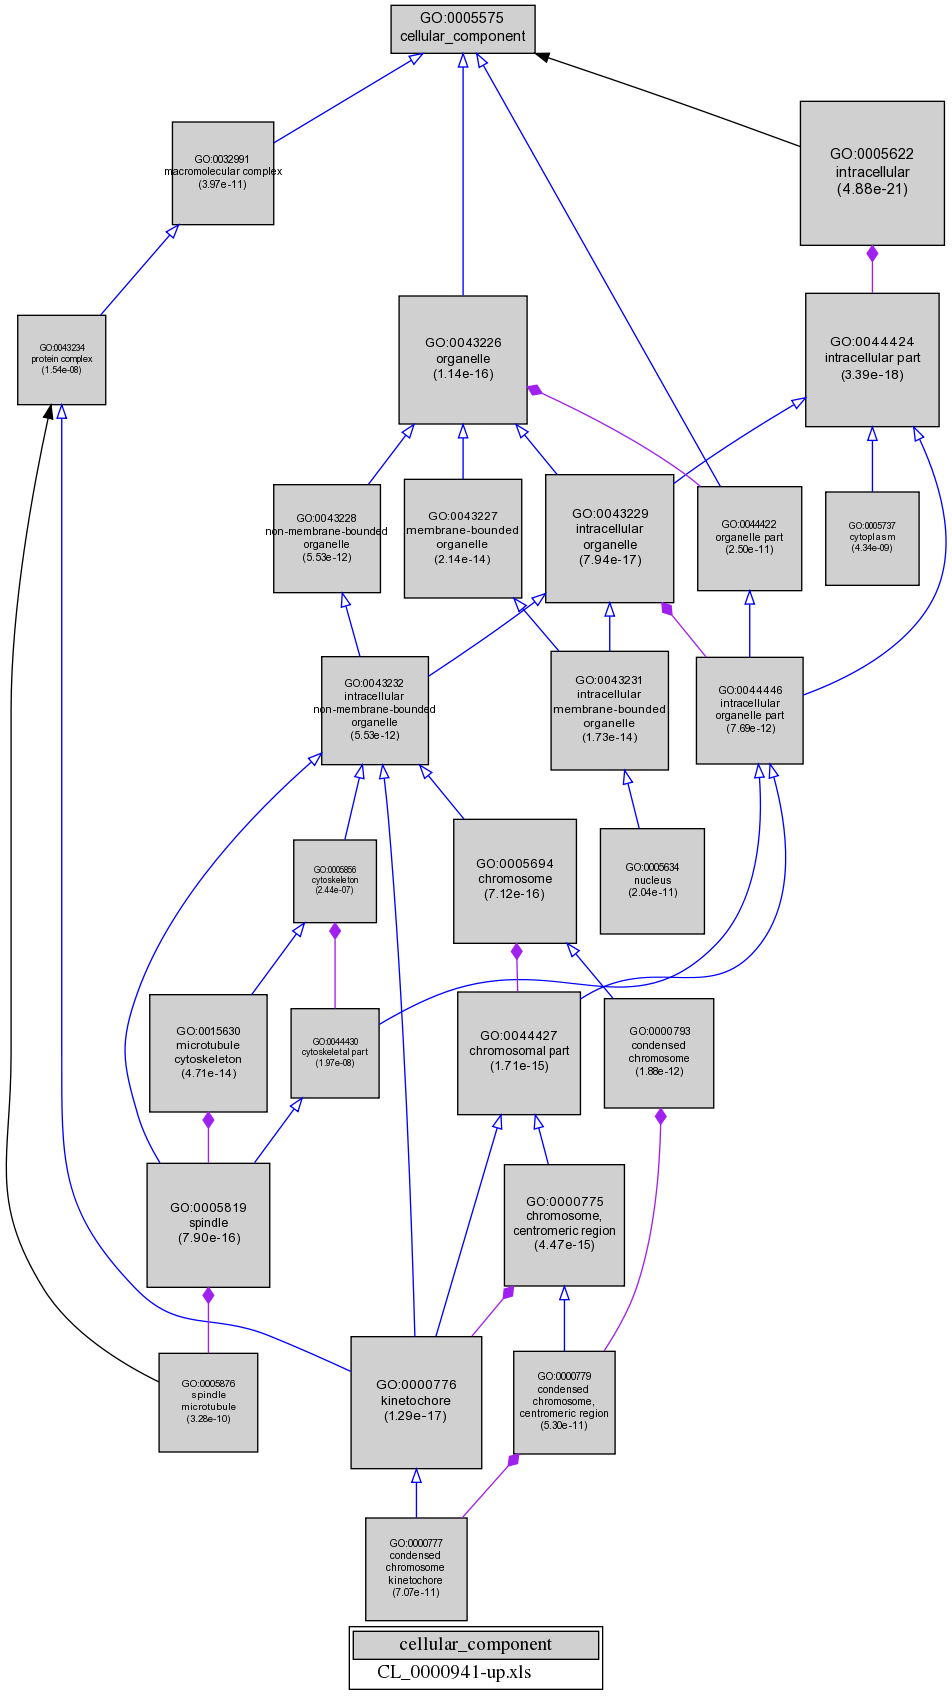 GO:0005575
cellular_component
GO:0032991
macromolecular complex
(3.97e-11)
GO:0005622
intracellular
(4.88e-21)
GO:0043234
protein complex
(1.54e-08)
GO:0043226
organelle
(1.14e-16)
GO:0044424
intracellular part
(3.39e-18)
GO:0043228
non-membrane-bounded
organelle
(5.53e-12)
GO:0043227
membrane-bounded
organelle
(2.14e-14)
GO:0043229
intracellular
organelle
(7.94e-17)
GO:0044422
organelle part
(2.50e-11)
GO:0005737
cytoplasm
(4.34e-09)
GO:0043232
intracellular
non-membrane-bounded
organelle
(5.53e-12)
GO:0043231
intracellular
membrane-bounded
organelle
(1.73e-14)
GO:0044446
intracellular
organelle part
(7.69e-12)
GO:0005856
cytoskeleton
(2.44e-07)
GO:0005694
chromosome
(7.12e-16)
GO:0005634
nucleus
(2.04e-11)
GO:0015630
microtubule
cytoskeleton
(4.71e-14)
GO:0044430
cytoskeletal part
(1.97e-08)
GO:0044427
chromosomal part
(1.71e-15)
GO:0000793
condensed
chromosome
(1.88e-12)
GO:0005819
spindle
(7.90e-16)
GO:0000775
chromosome,
centromeric region
(4.47e-15)
GO:0005876
spindle
microtubule
(3.28e-10)
GO:0000776
kinetochore
(1.29e-17)
GO:0000779
condensed
chromosome,
centromeric region
(5.30e-11)
GO:0000777
condensed
chromosome
kinetochore
(7.07e-11)
cellular_component
CL_0000941-up.xls